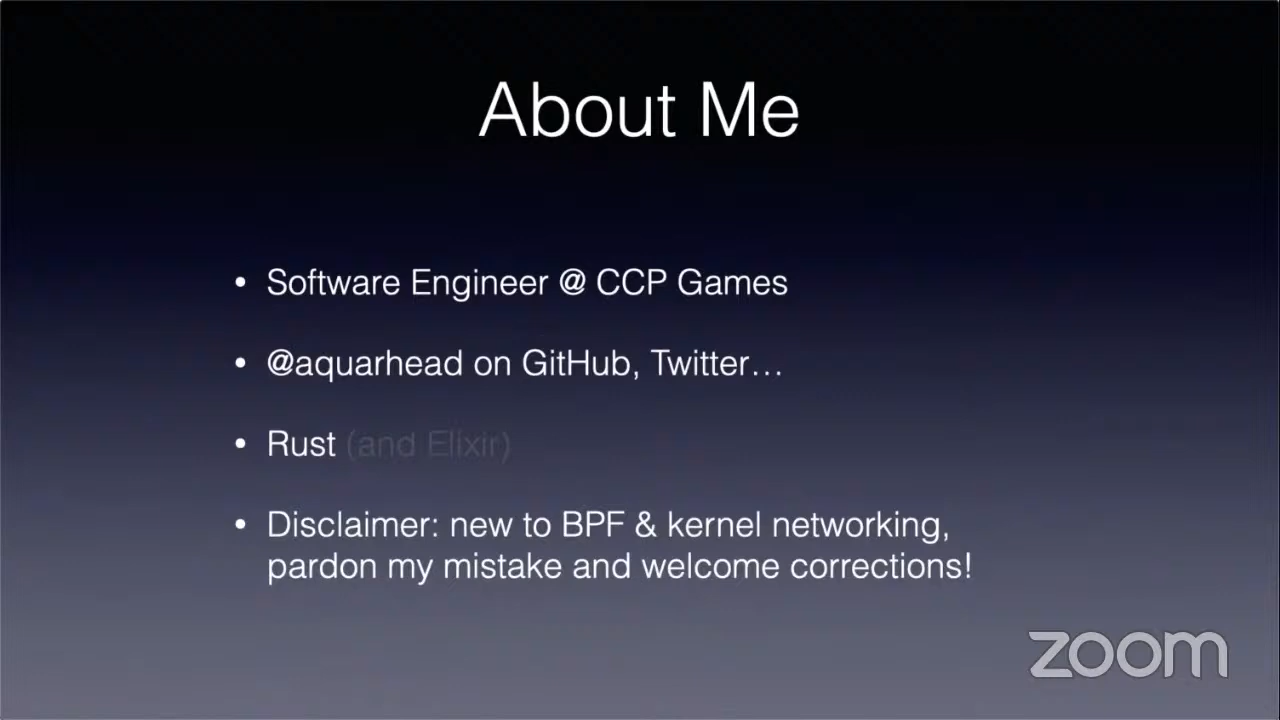 About Me
• Software Engineer @ CCP Games
• @aquarhead on GitHub, Twitter…
• Rust (and Elixir)
• Disclaimer: new to BPF & kernel networking,
pardon my mistake and welcome corrections!
zoom